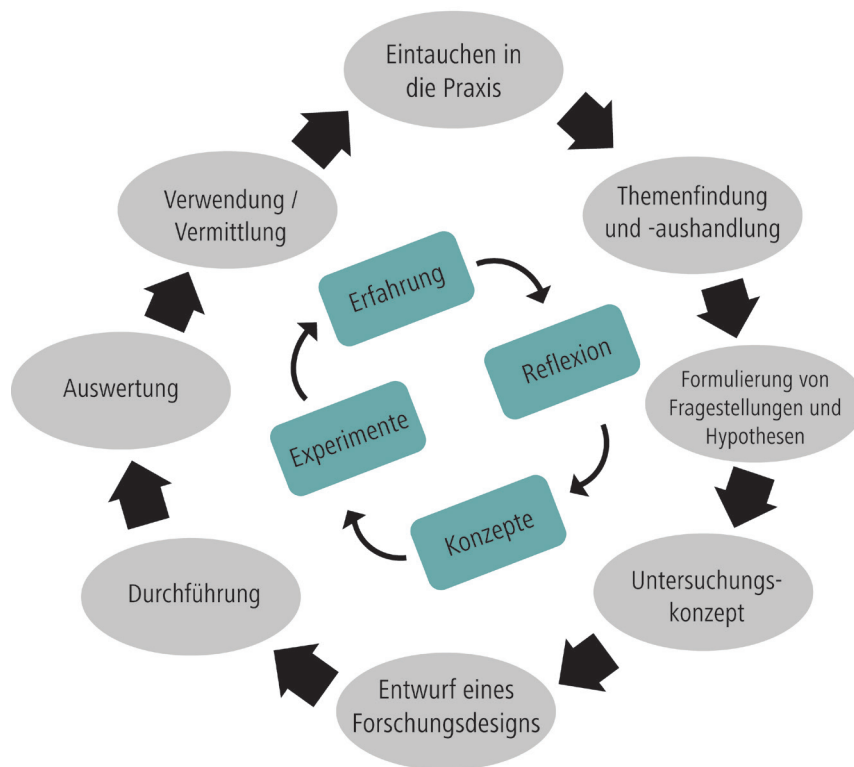 Eintauchen in
die Praxis
Themenfindung
und -aushandlung
Formulierung von
Fragestellungen und
Hypothesen
Untersuchungs-
konzept
Entwurf eines
Forschungsdesigns
Durchführung
Auswertung
Verwendung /
Vermittlung
Erfahrung
Reflexion
Konzepte
Experimente